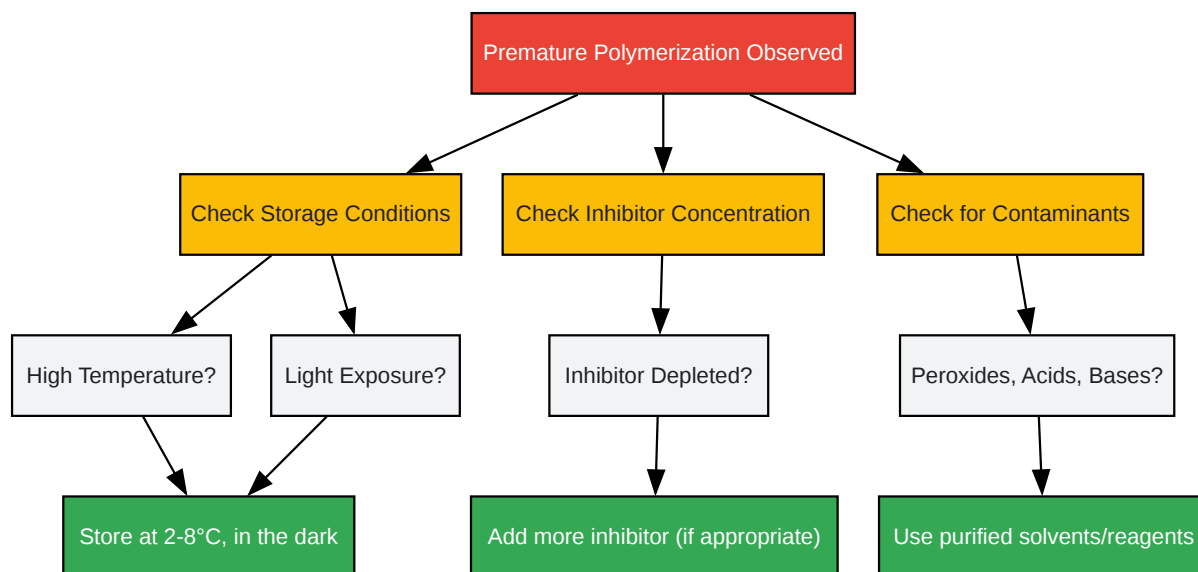 Premature Polymerization Observed
Check Storage Conditions
Check Inhibitor Concentration
Check for Contaminants
High Temperature?
Light Exposure?
Inhibitor Depleted?
Peroxides, Acids, Bases?
Store at 2-8°C, in the dark
Add more inhibitor (if appropriate)
Use purified solvents/reagents